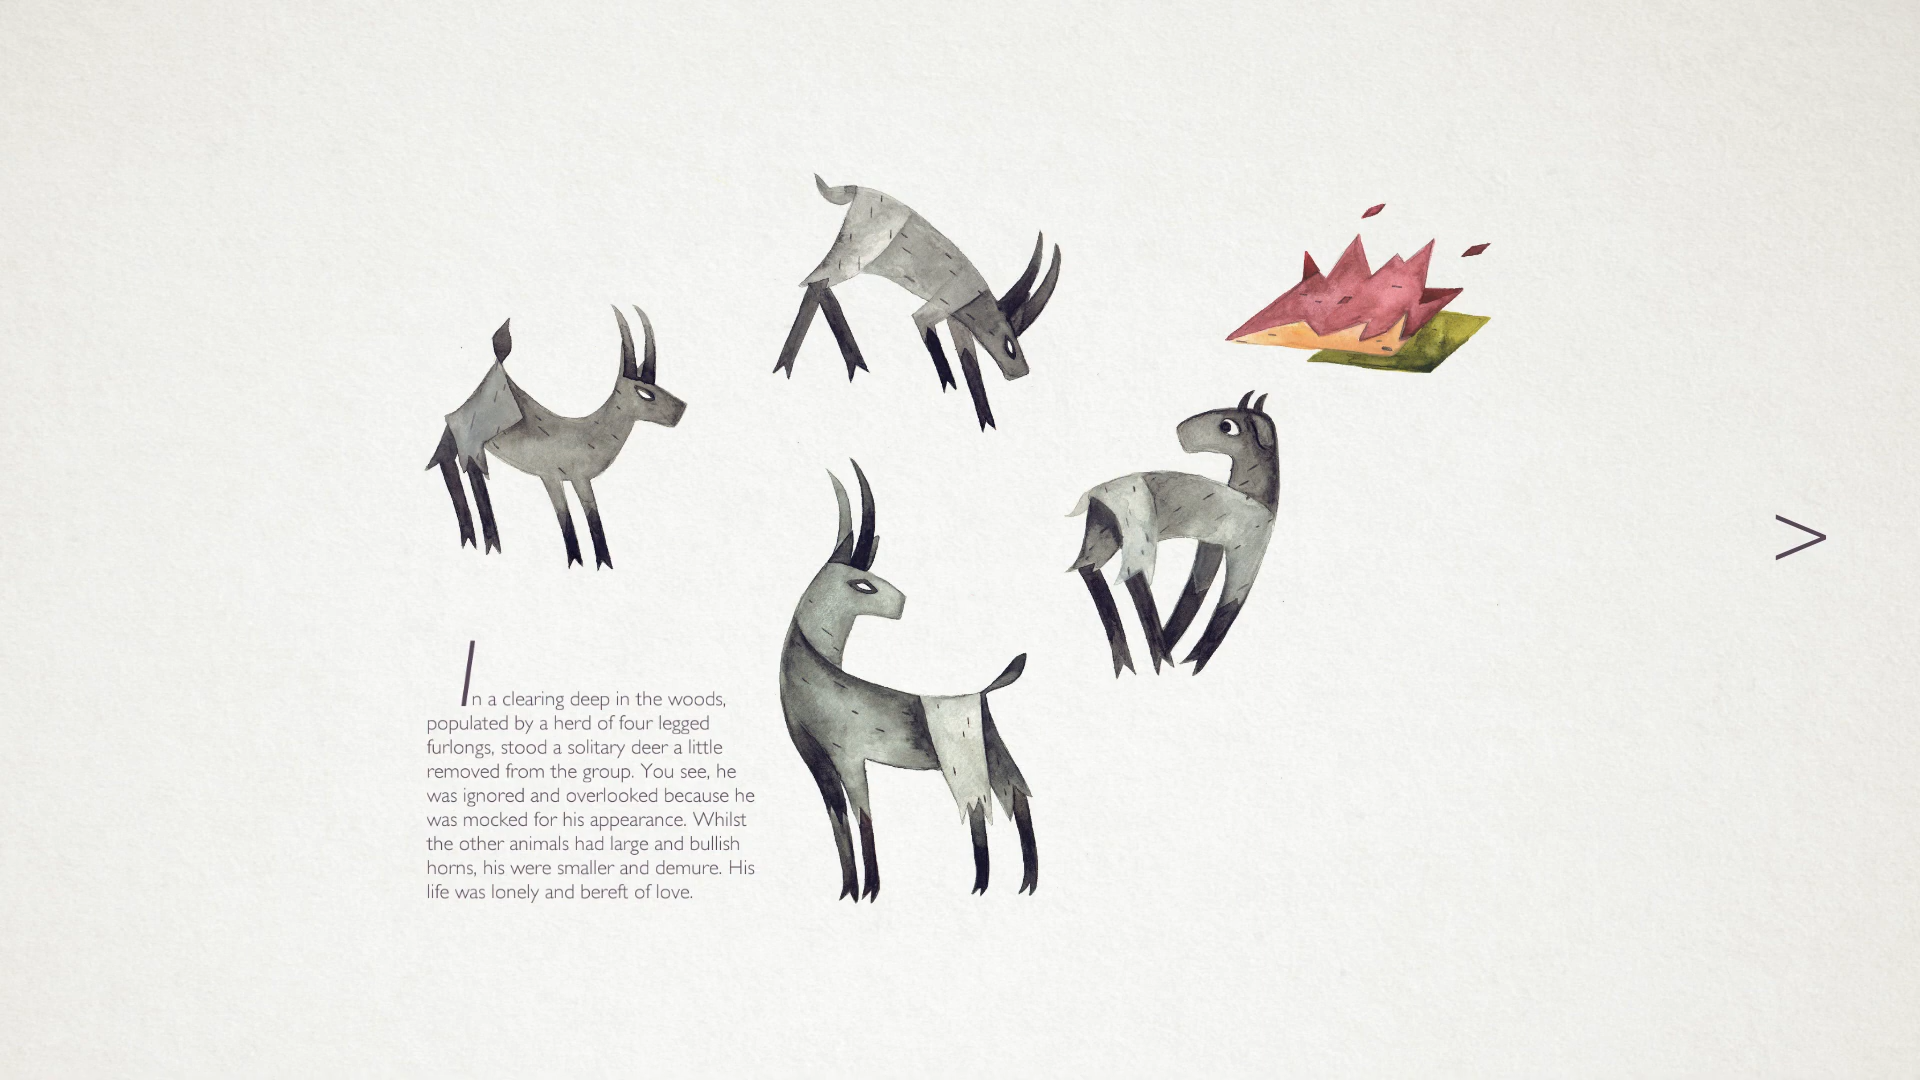 In a clearing deep in the woods,
populated by a herd of four legged
furlongs, stood a solitary deer a little
removed from the group. You see, he
was ignored and overlooked because he
was mocked for his appearance. Whilst
the other animals had large and bullish
horns, his were smaller and demure. His
life was lonely and bereft of love.
>